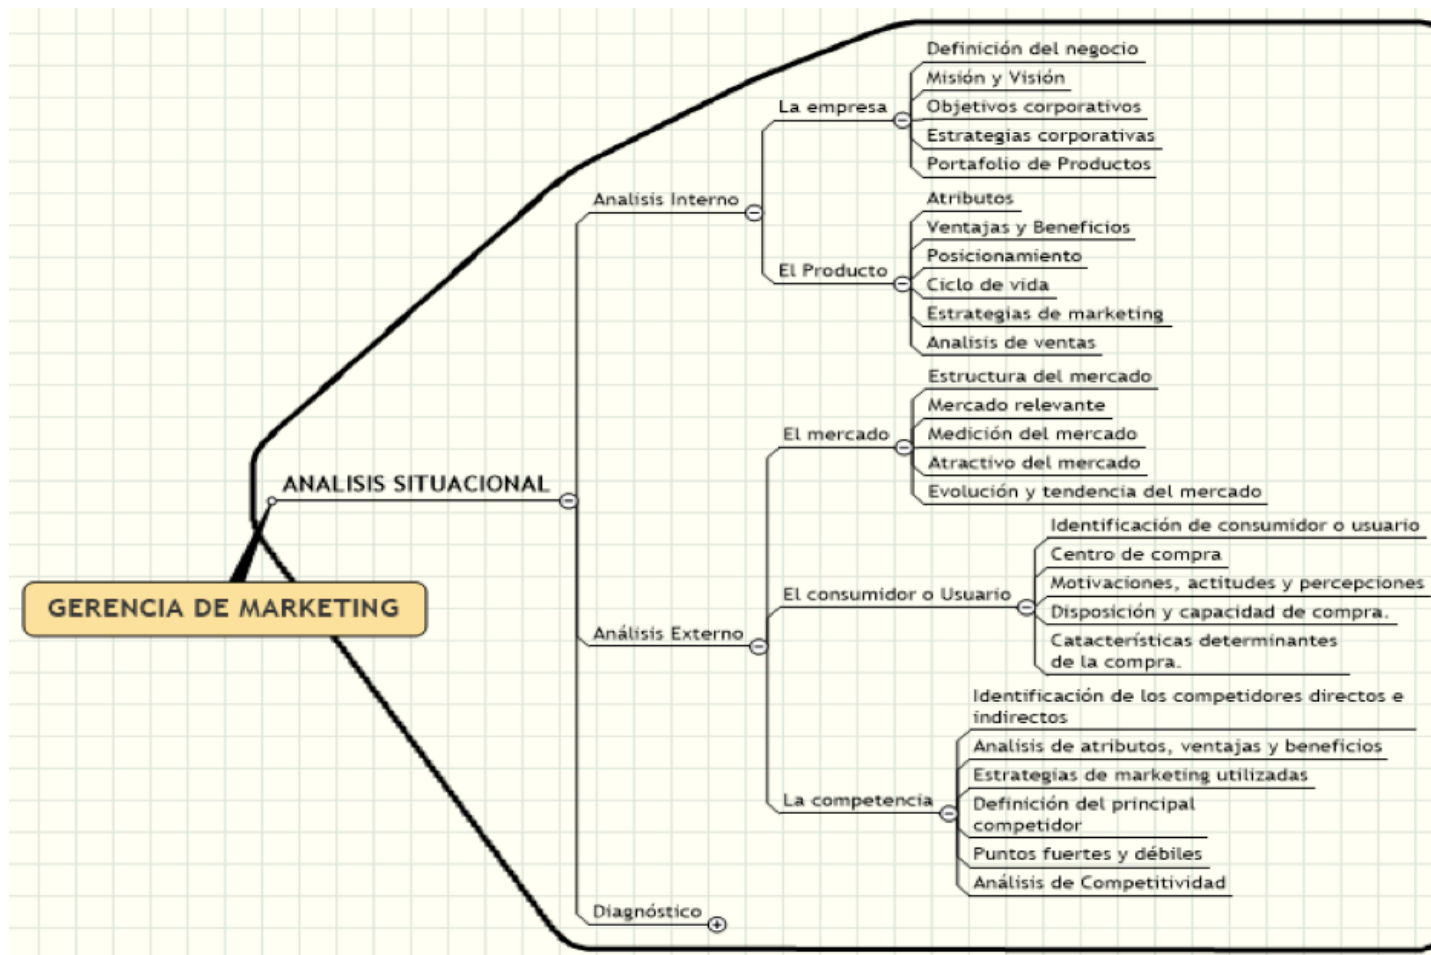 Definición del negocio
Misión y Visión
La empresa
Objetivos corporativos
Estrategias corporativas
Portafolio de Productos
Analisis Interno
Atributos
Ventajas y Beneficios
Posicionamiento
El Producto
Ciclo de vida
Estrategias de marketing
Analisis de ventas
Estructura del mercado
Mercado relevante
El mercado
Medición del mercado
Atractivo del mercado
Evolución y tendencia del mercado
ANALISIS SITUACIONAL
GERENCIA DE MARKETING
Identificación de consumidor o usuario
Centro de compra
Motivaciones, actitudes y percepciones
El consumidor o Usuario
Disposición y capacidad de compra.
Catacterísticas determinantes
de la compra.
Análisis Externo
Identificación de los competidores directos e
indirectos
Analisis de atributos, ventajas y beneficios
Estrategias de marketing utilizadas
La competencia
Definición del principal
competidor
Puntos fuertes y débiles
Análisis de Competitividad
Diagnóstico